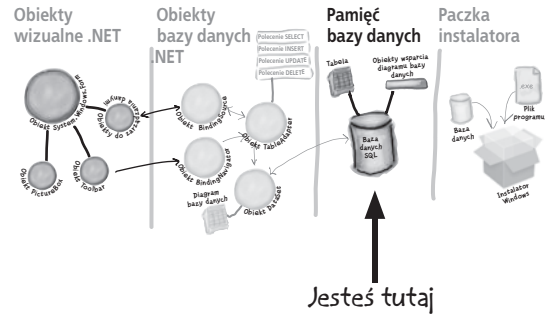 Obiekty
wizualne .NET
Obiekty
bazy danych
.NET
Pamięć
bazy danych
Paczka
instalatora
Polecenie SELECT
Polecenie INSERT
Polecenie UPDATE
Polecenie DELETE
Obiekt System.Windows.Form
Obiekty do zarządzania danymi
Obiekt PictureBox
Obiekt Toolbar
Obiekt BindingSource
Obiekt TableAdapter
Obiekt BindingNavigator
Diagram
bazy danych
Obiekt DataSet
Tabela
Obiekty wsparcia
diagramu bazy
danych
Baza
danych
SQL
.EXE
Plik
programu
Baza
danych
Instalator
Windows
Jesteś tutaj